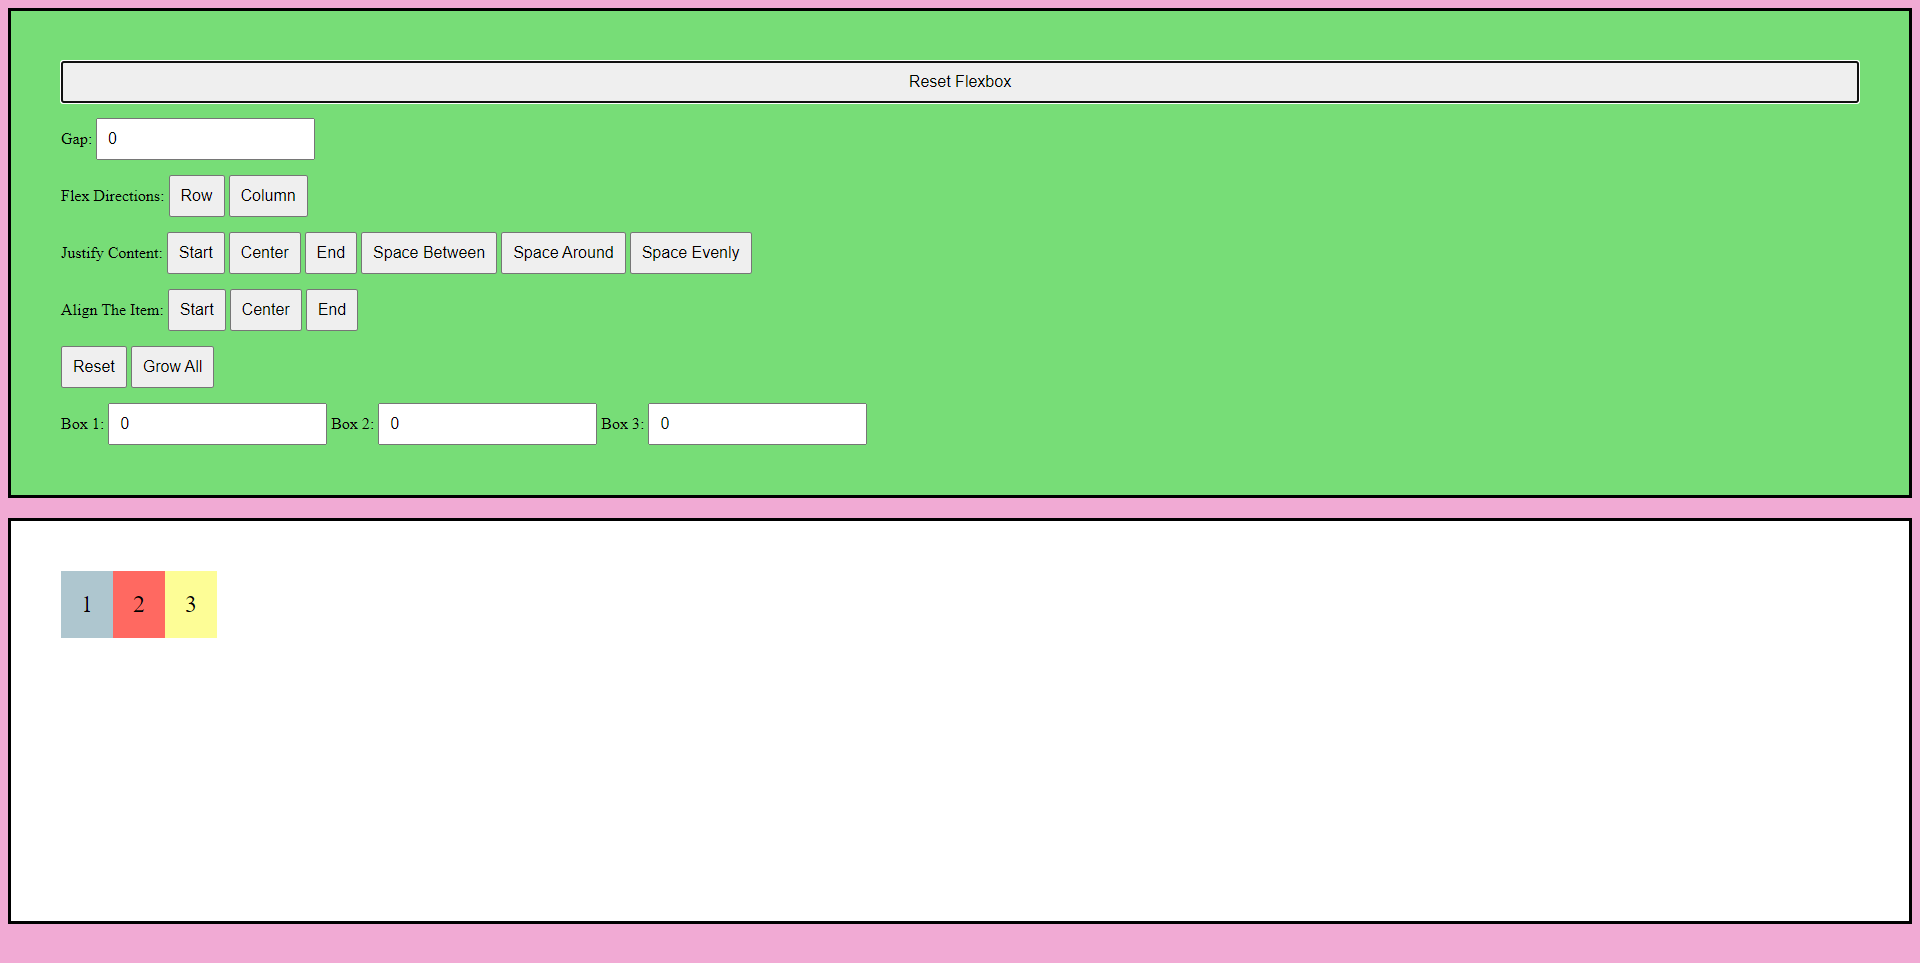 Reset Flexbox
Gap: 0
Flex Directions: Row Column
Justify Content: Start Center End Space Between Space Around Space Evenly
Align The Item: Start Center End
Reset Grow All
Box 1: 0 Box 2: 0 Box 3: 0
1 2 3